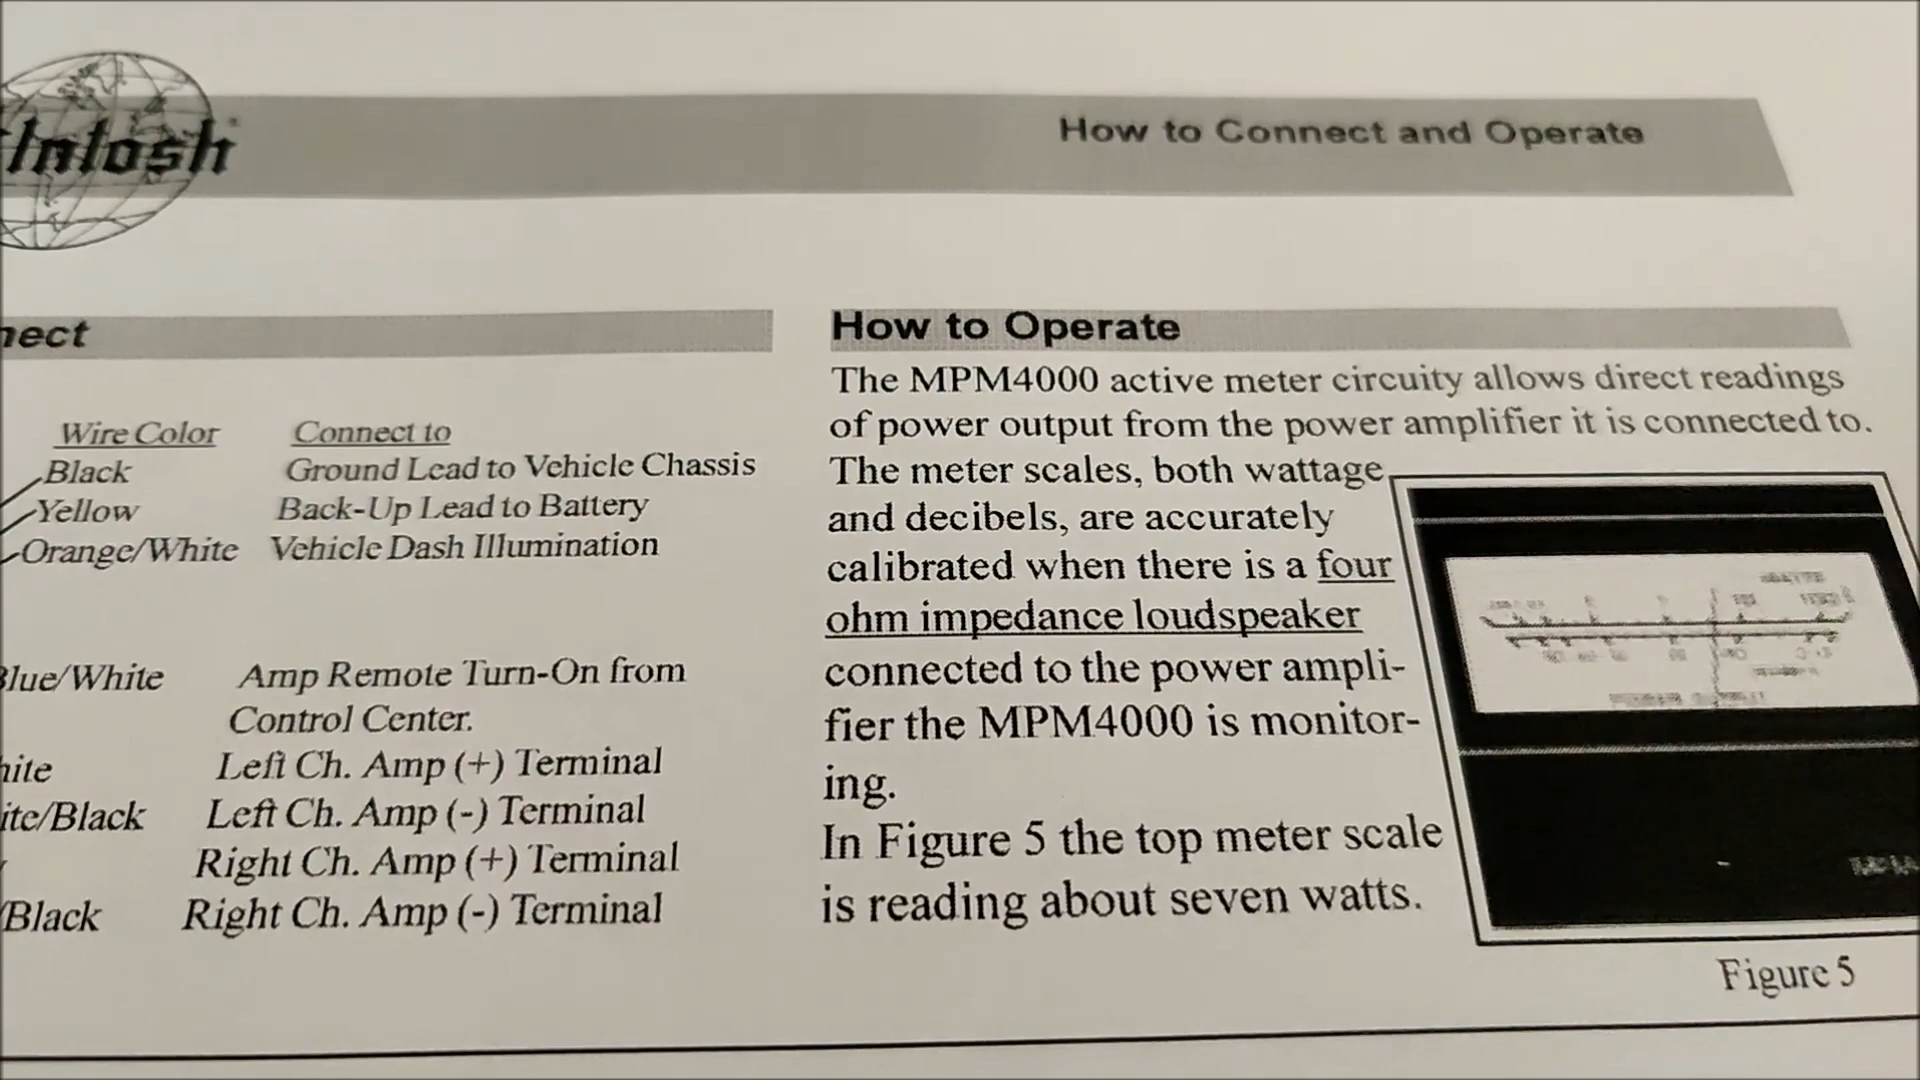 Intosh
How to Connect and Operate
nect
Wire Color Connect to
Black Ground Lead to Vehicle Chassis
Yellow Back-Up Lead to Battery
Orange/White Vehicle Dash Illumination
Blue/White Amp Remote Turn-On from
Control Center.
hite Left Ch. Amp (+) Terminal
ite/Black Left Ch. Amp (-) Terminal
Right Ch. Amp (+) Terminal
/Black Right Ch. Amp (-) Terminal
How to Operate
The MPM4000 active meter circuity allows direct readings
of power output from the power amplifier it is connected to.
The meter scales, both wattage
and decibels, are accurately
calibrated when there is a four
ohm impedance loudspeaker
connected to the power ampli-
fier the MPM4000 is monitor-
ing.
In Figure 5 the top meter scale
is reading about seven watts.
Figure 5